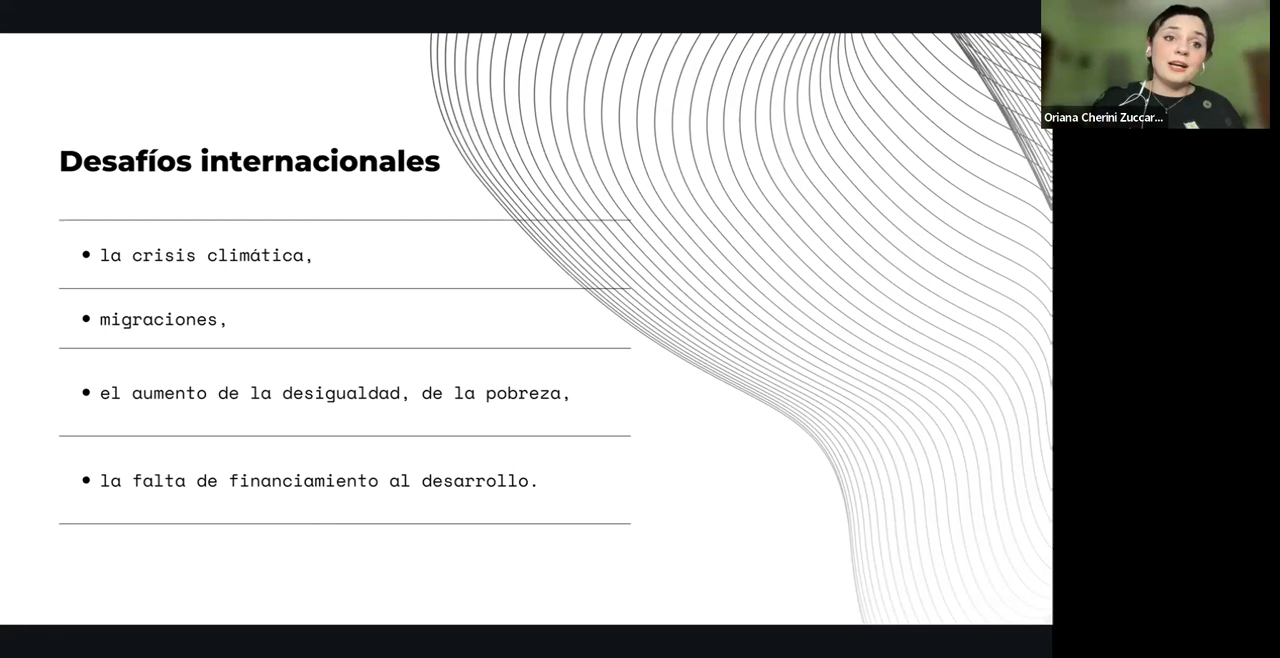 Desafíos internacionales
• la crisis climática,
• migraciones,
• el aumento de la desigualdad, de la pobreza,
• la falta de financiamiento al desarrollo.
Oriana Cherini Zuccar...